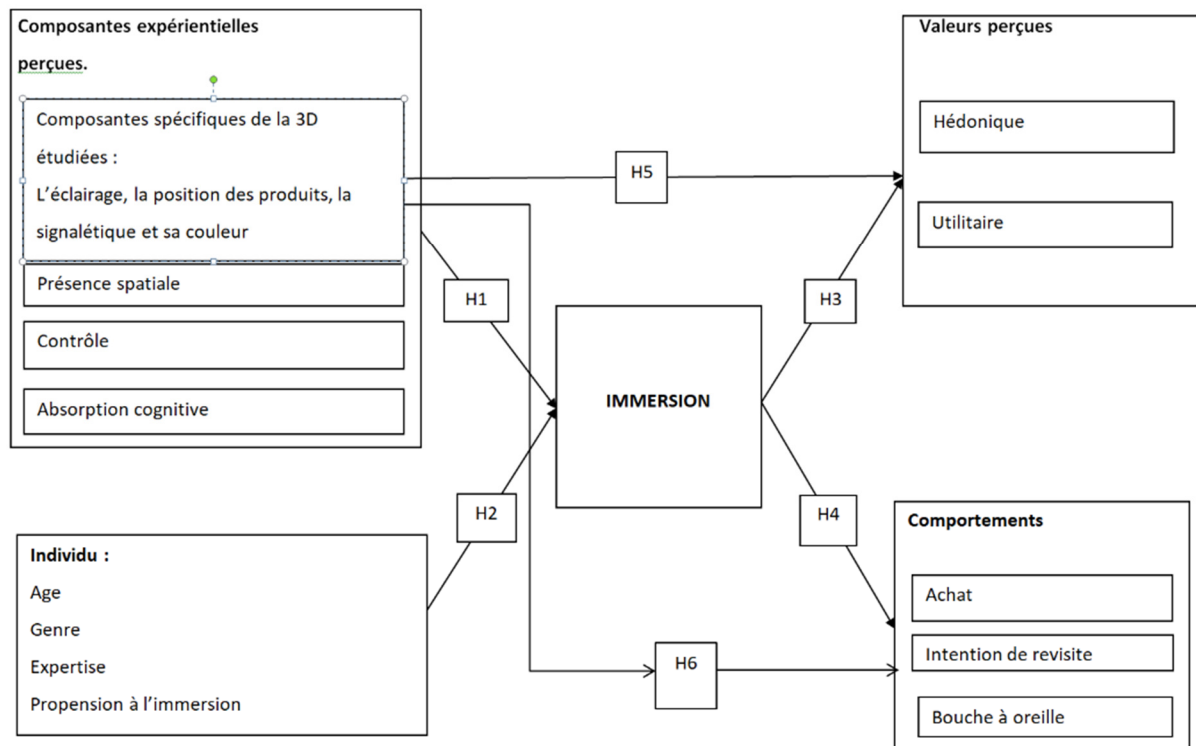 Composantes expérientielles
perçues.
Composantes spécifiques de la 3D
étudiées :
L'éclairage, la position des produits, la
signalétique et sa couleur
Présence spatiale
Contrôle
Absorption cognitive
Individu :
Age
Genre
Expertise
Propension à l'immersion
H5
H1
H2
H6
IMMERSION
H3
H4
Valeurs perçues
Hédonique
Utilitaire
Comportements
Achat
Intention de revisite
Bouche à oreille